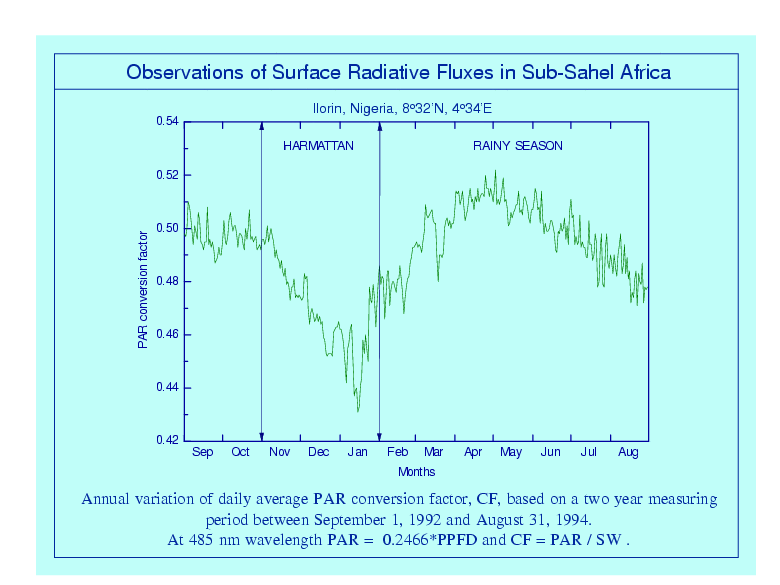 Observations of Surface Radiative Fluxes in Sub-Sahel Africa
Ilorin, Nigeria, 8º32'N, 4º34'E
HARMATTAN
RAINY SEASON
0.54
0.52
0.50
0.48
0.46
0.44
0.42
PAR conversion factor
Sep Oct Nov Dec Jan Feb Mar Apr May Jun Jul Aug
Months
Annual variation of daily average PAR conversion factor, CF, based on a two year measuring
period between September 1, 1992 and August 31, 1994.
At 485 nm wavelength PAR = 0.2466*PPFD and CF = PAR / SW .